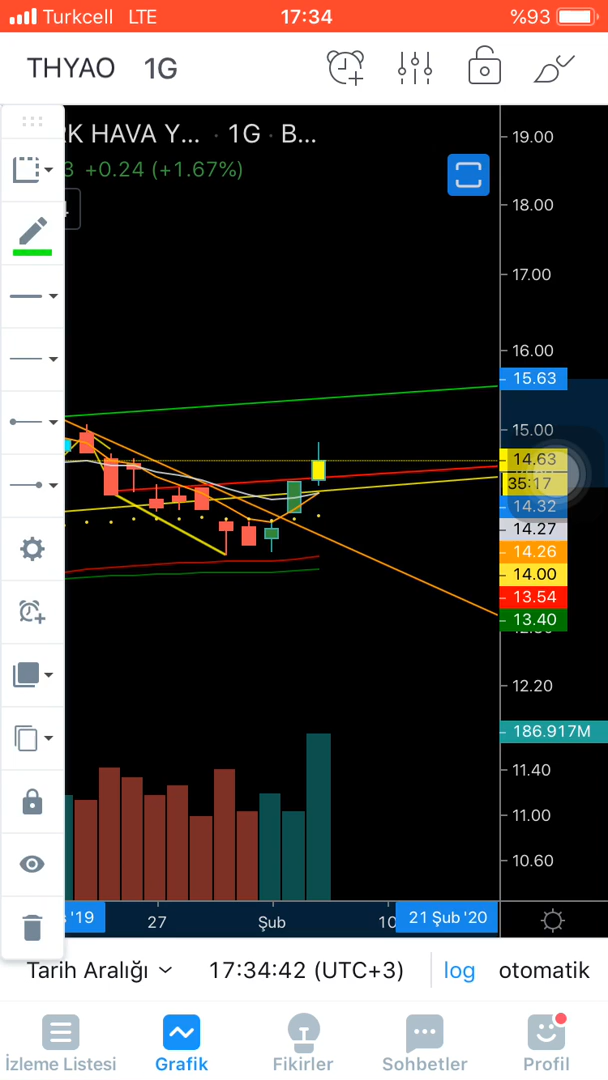 Turkcell LTE 17:34 %93
THYAO 1G
RK HAVA Y... · 1G · B...
3 +0.24 (+1.67%)
19.00
18.00
17.00
16.00
15.63
15.00
14.63
35:17
14.32
14.27
14.26
14.00
13.54
13.40
12.20
186.917M
11.40
11.00
10.60
s '19 27 Şub 10 21 Şub '20
Tarih Aralığı 17:34:42 (UTC+3) log otomatik
İzleme Listesi Grafik Fikirler Sohbetler Profil